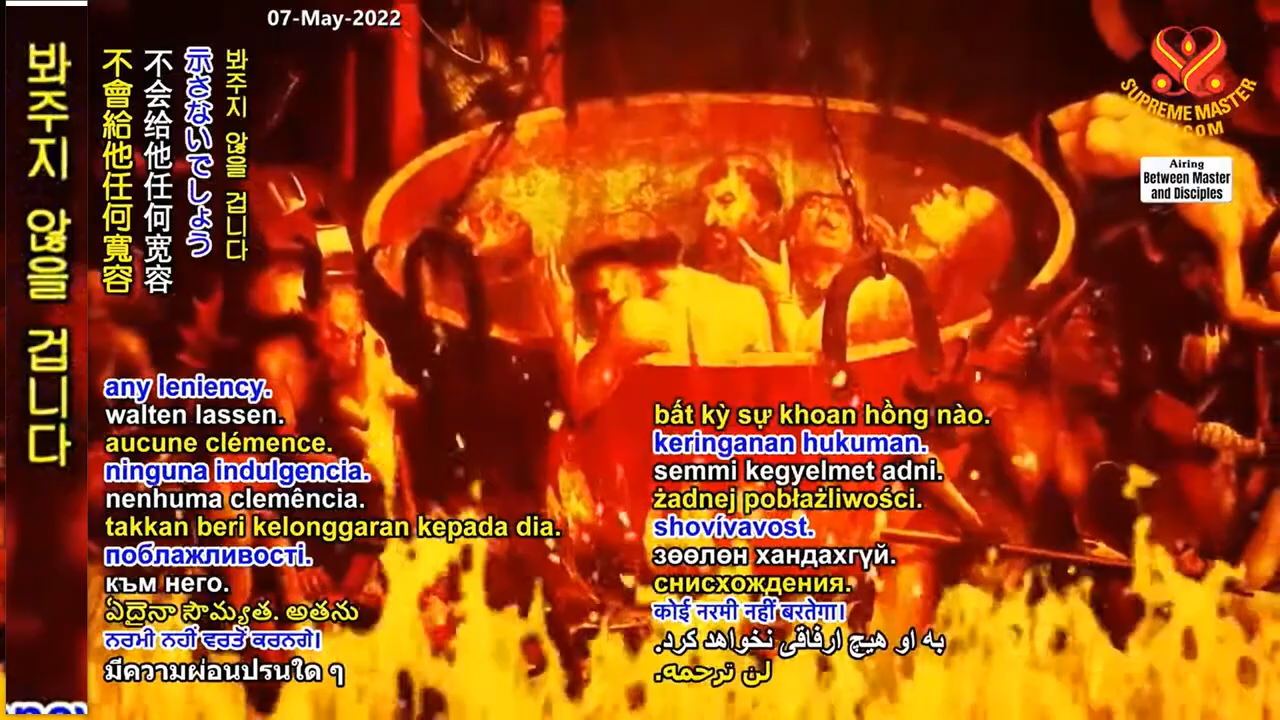 07-May-2022
봐주지 않을 겁니다
不會給他任何寬容
不会给他任何宽容
示さないでしょう
봐주지 않을 겁니다
SUPREME MASTER
Airing
Between Master
and Disciples
any leniency.
walten lassen.
aucune clémence.
ninguna indulgencia.
nenhuma clemência.
takkan beri kelonggaran kepada dia.
поблажливості.
към него.
ఏదైనా సౌమ్యత. అతను
ਨਰਮੀ ਨਹੀਂ ਵਰਤੋਂ ਕਰਨਗੇ।
มีความผ่อนปรนใด ๆ
bất kỳ sự khoan hồng nào.
keringanan hukuman.
semmi kegyelmet adni.
żadnej pobłażliwości.
shovívavost.
зөөлөн хандахгүй.
снисхождения.
कोई नरमी नहीं बरतेगा।
به او هیچ ارفاقی نخواهد کرد.
لن ترحمه.